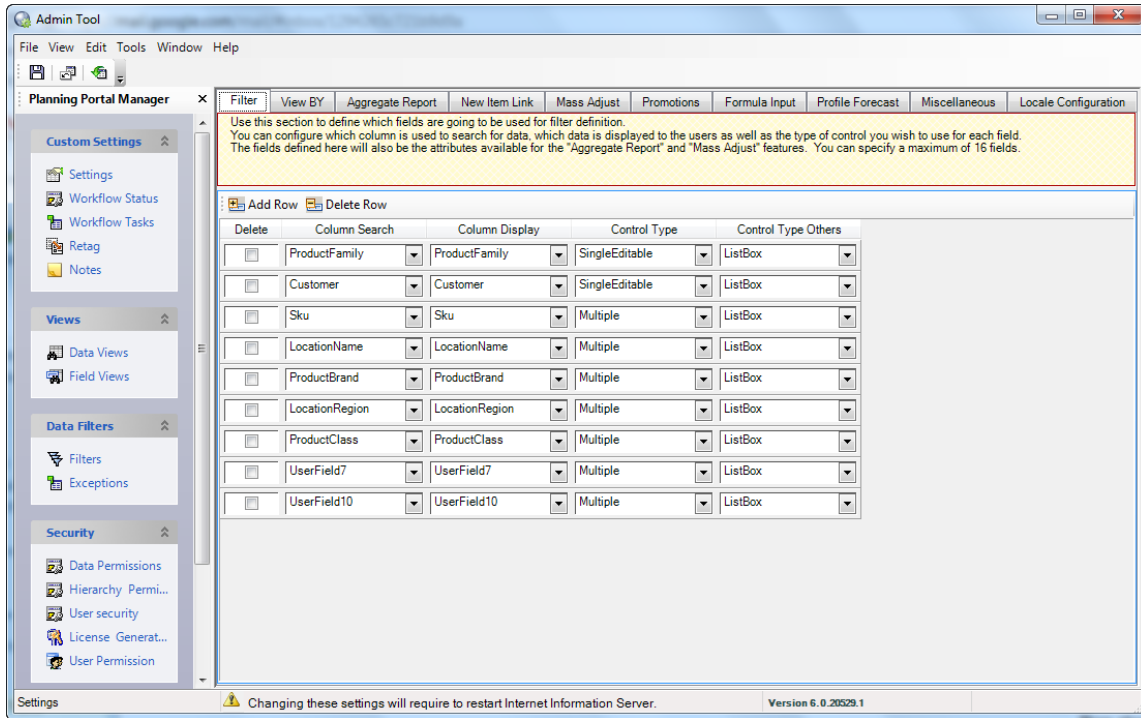 Admin Tool
File View Edit Tools Window Help
Planning Portal Manager
Custom Settings
Settings
Workflow Status
Workflow Tasks
Retag
Notes
Views
Data Views
Field Views
Data Filters
Filters
Exceptions
Security
Data Permissions
Hierarchy Permi...
User security
License Generat...
User Permission
Filter View BY Aggregate Report New Item Link Mass Adjust Promotions Formula Input Profile Forecast Miscellaneous Locale Configuration
Use this section to define which fields are going to be used for filter definition.
You can configure which column is used to search for data, which data is displayed to the users as well as the type of control you wish to use for each field.
The fields defined here will also be the attributes available for the "Aggregate Report" and "Mass Adjust" features. You can specify a maximum of 16 fields.
Add Row Delete Row
Delete Column Search Column Display Control Type Control Type Others
ProductFamily ProductFamily SingleEditable ListBox
Customer Customer SingleEditable ListBox
Sku Sku Multiple ListBox
LocationName LocationName Multiple ListBox
ProductBrand ProductBrand Multiple ListBox
LocationRegion LocationRegion Multiple ListBox
ProductClass ProductClass Multiple ListBox
UserField7 UserField7 Multiple ListBox
UserField10 UserField10 Multiple ListBox
Settings Changing these settings will require to restart Internet Information Server. Version 6.0.20529.1